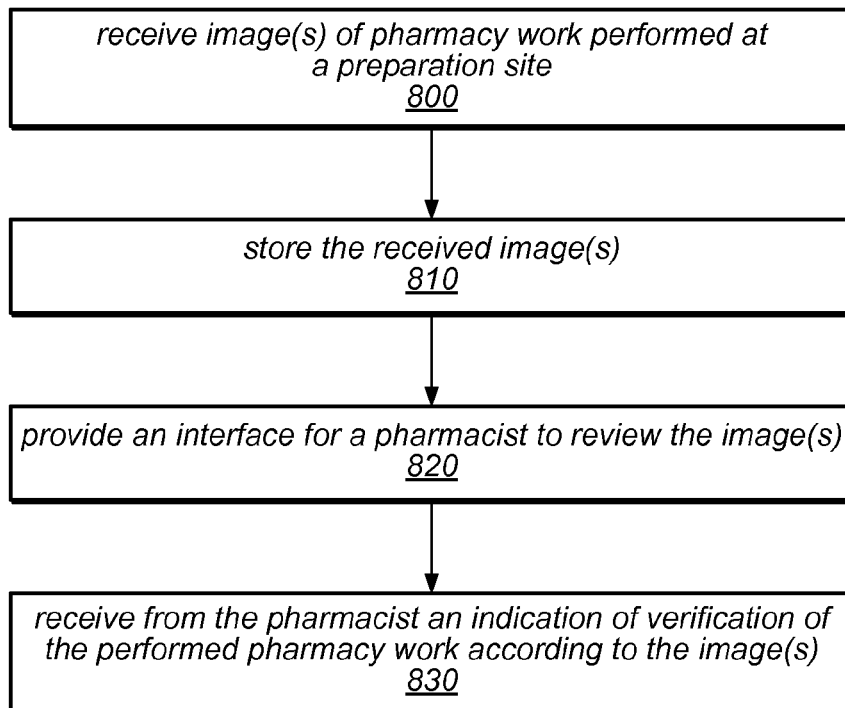 receive image(s) of pharmacy work performed at
a preparation site
800
store the received image(s)
810
provide an interface for a pharmacist to review the image(s)
820
receive from the pharmacist an indication of verification of
the performed pharmacy work according to the image(s)
830